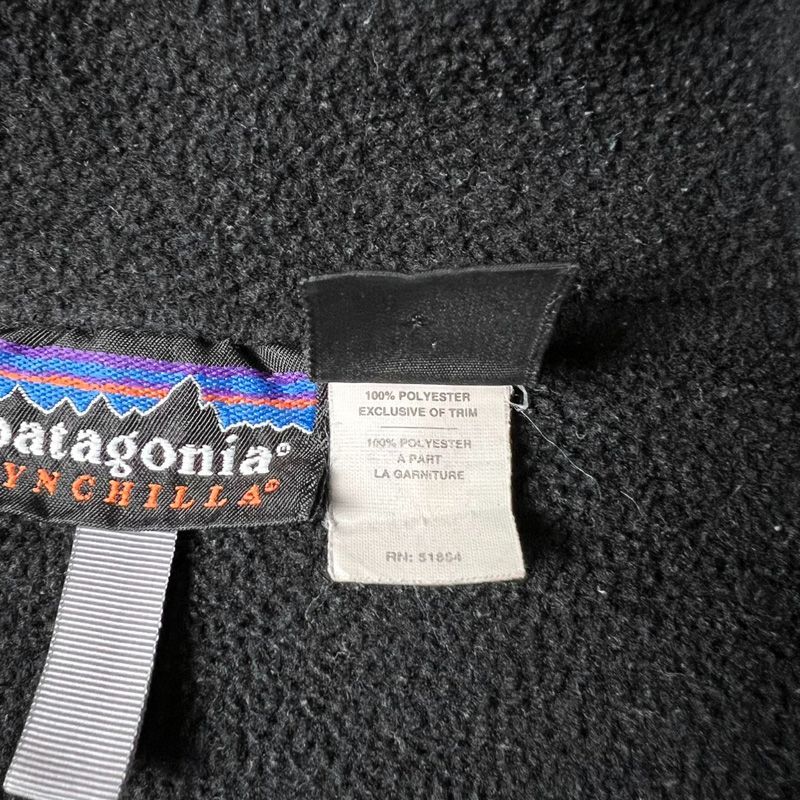 patagonia®
YNCHILLA®
100% POLYESTER
EXCLUSIVE OF TRIM
100% POLYESTER
A PART
LA GARNITURE
RN: 51884